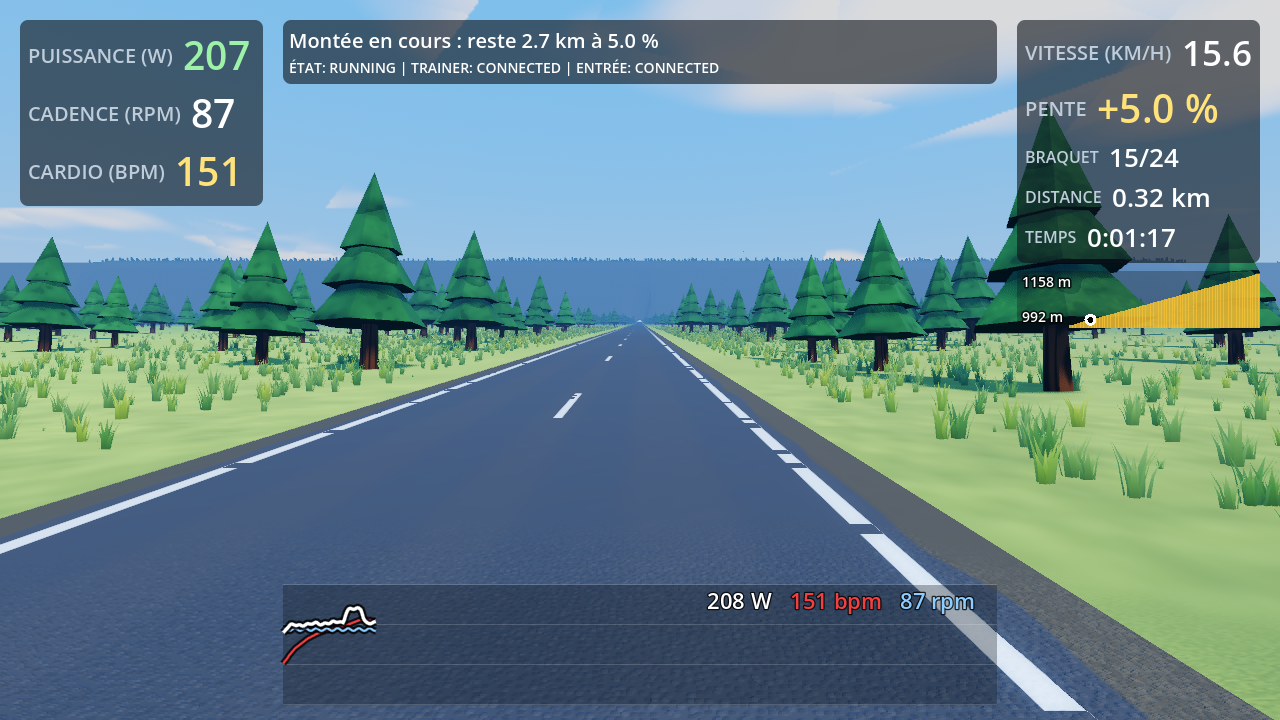 PUISSANCE (W) 207
CADENCE (RPM) 87
CARDIO (BPM) 151
Montée en cours : reste 2.7 km à 5.0 %
ÉTAT: RUNNING | TRAINER: CONNECTED | ENTRÉE: CONNECTED
VITESSE (KM/H) 15.6
PENTE +5.0 %
BRAQUET 15/24
DISTANCE 0.32 km
TEMPS 0:01:17
1158 m
992 m
208 W 151 bpm 87 rpm